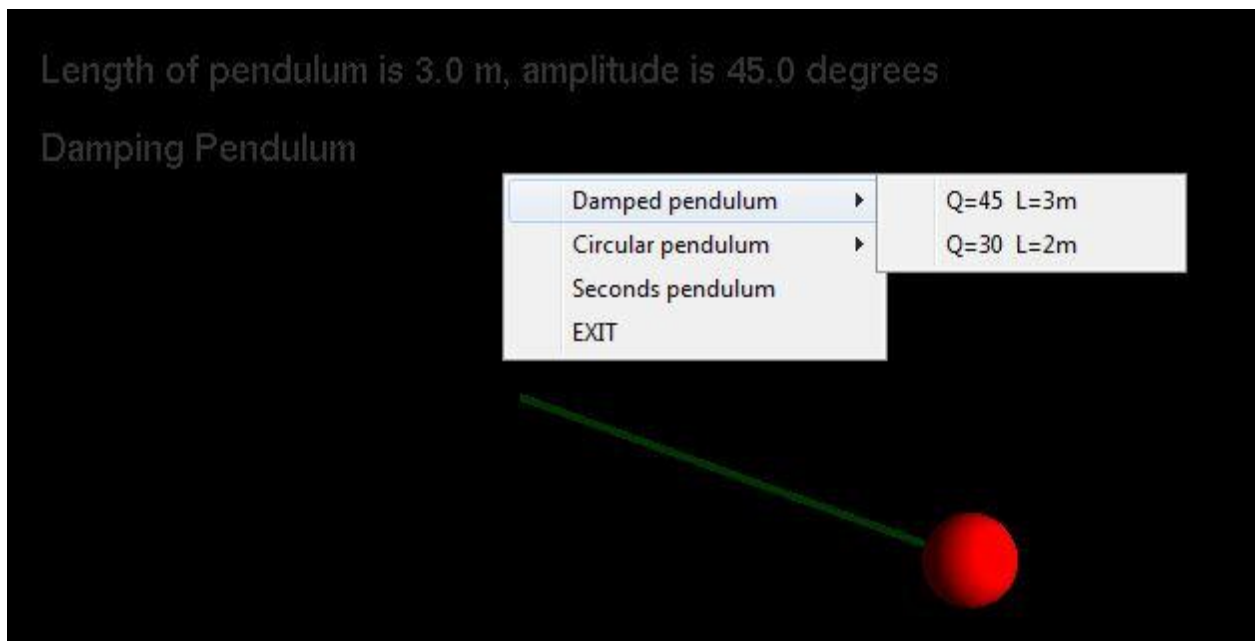 Length of pendulum is 3.0 m, amplitude is 45.0 degrees
Damping Pendulum
Damped pendulum
Q=45 L=3m
Circular pendulum
Q=30 L=2m
Seconds pendulum
EXIT